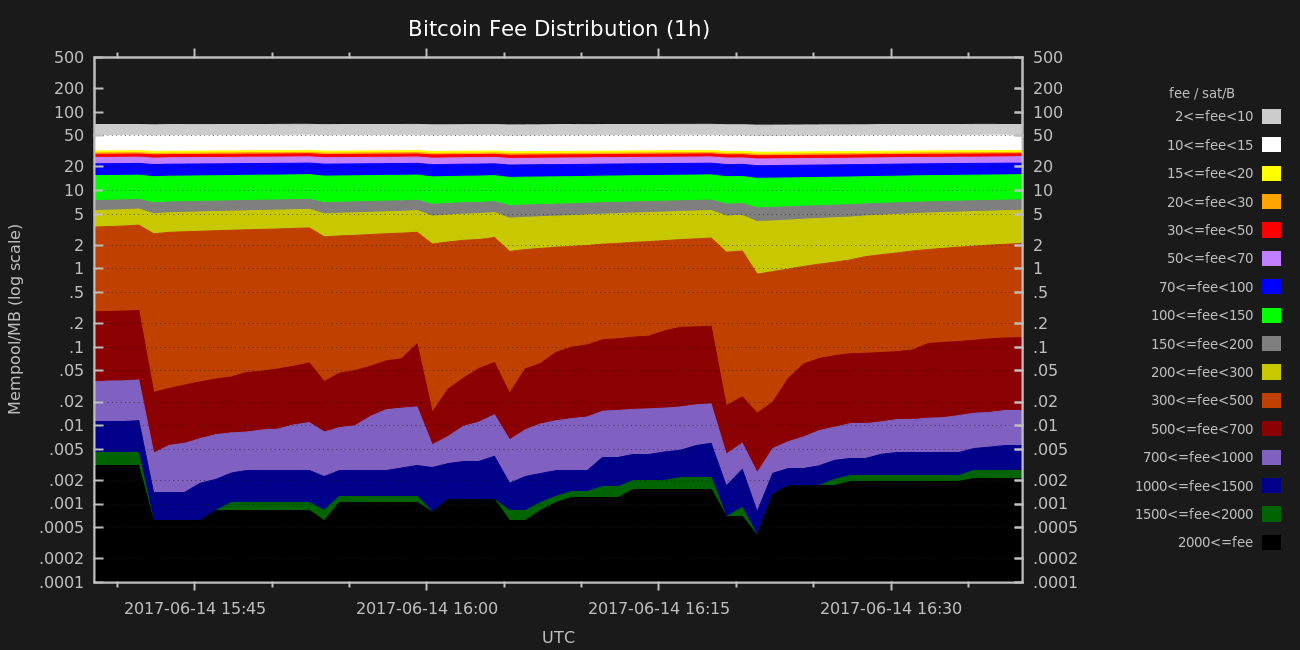 Bitcoin Fee Distribution (1h)
Mempool/MB (log scale)
500
200
100
50
20
10
5
2
1
.5
.2
.1
.05
.02
.01
.005
.002
.001
.0005
.0002
.0001
500
200
100
50
20
10
5
2
1
.5
.2
.1
.05
.02
.01
.005
.002
.001
.0005
.0002
.0001
2017-06-14 15:45
2017-06-14 16:00
2017-06-14 16:15
2017-06-14 16:30
UTC
fee / sat/B
2<=fee<10
10<=fee<15
15<=fee<20
20<=fee<30
30<=fee<50
50<=fee<70
70<=fee<100
100<=fee<150
150<=fee<200
200<=fee<300
300<=fee<500
500<=fee<700
700<=fee<1000
1000<=fee<1500
1500<=fee<2000
2000<=fee